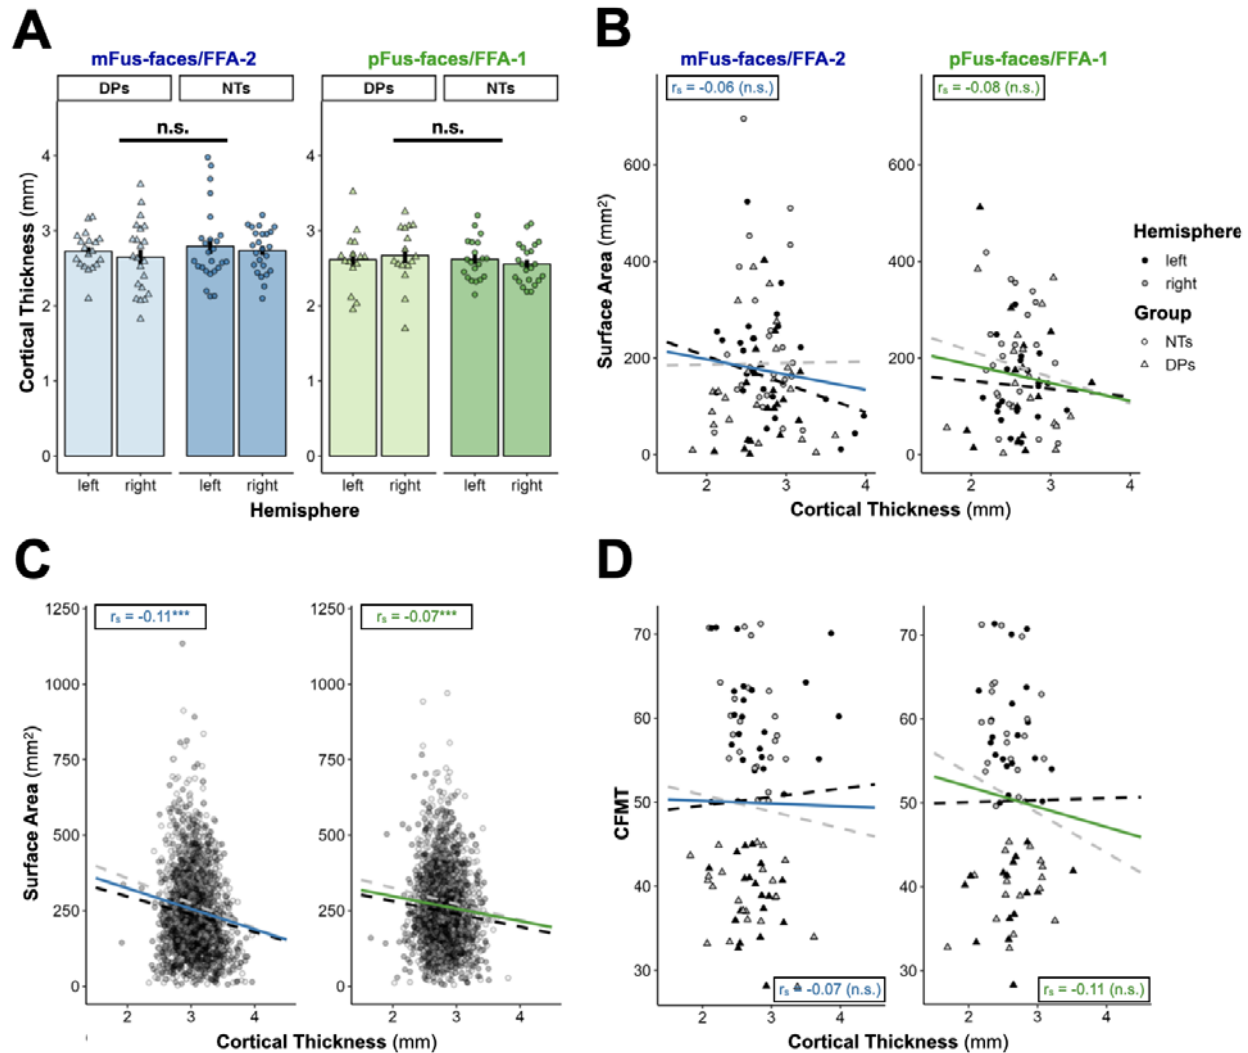 A
mFus-faces/FFA-2
pFus-faces/FFA-1
DPs
NTs
DPs
NTs
n.s.
n.s.
Cortical Thickness (mm)
4
3
2
1
0
4
3
2
1
0
left
right
left
right
left
right
left
right
Hemisphere
B
mFus-faces/FFA-2
pFus-faces/FFA-1
rs = -0.06 (n.s.)
rs = -0.08 (n.s.)
Surface Area (mm²)
600
400
200
0
600
400
200
0
2
3
4
2
3
4
Cortical Thickness (mm)
Hemisphere
left
right
Group
NTs
DPs
C
rs = -0.11***
rs = -0.07***
Surface Area (mm²)
1250
1000
750
500
250
0
1250
1000
750
500
250
0
2
3
4
2
3
4
Cortical Thickness (mm)
D
CFMT
70
60
50
40
30
70
60
50
40
30
rs = -0.07 (n.s.)
rs = -0.11 (n.s.)
2
3
4
2
3
4
Cortical Thickness (mm)